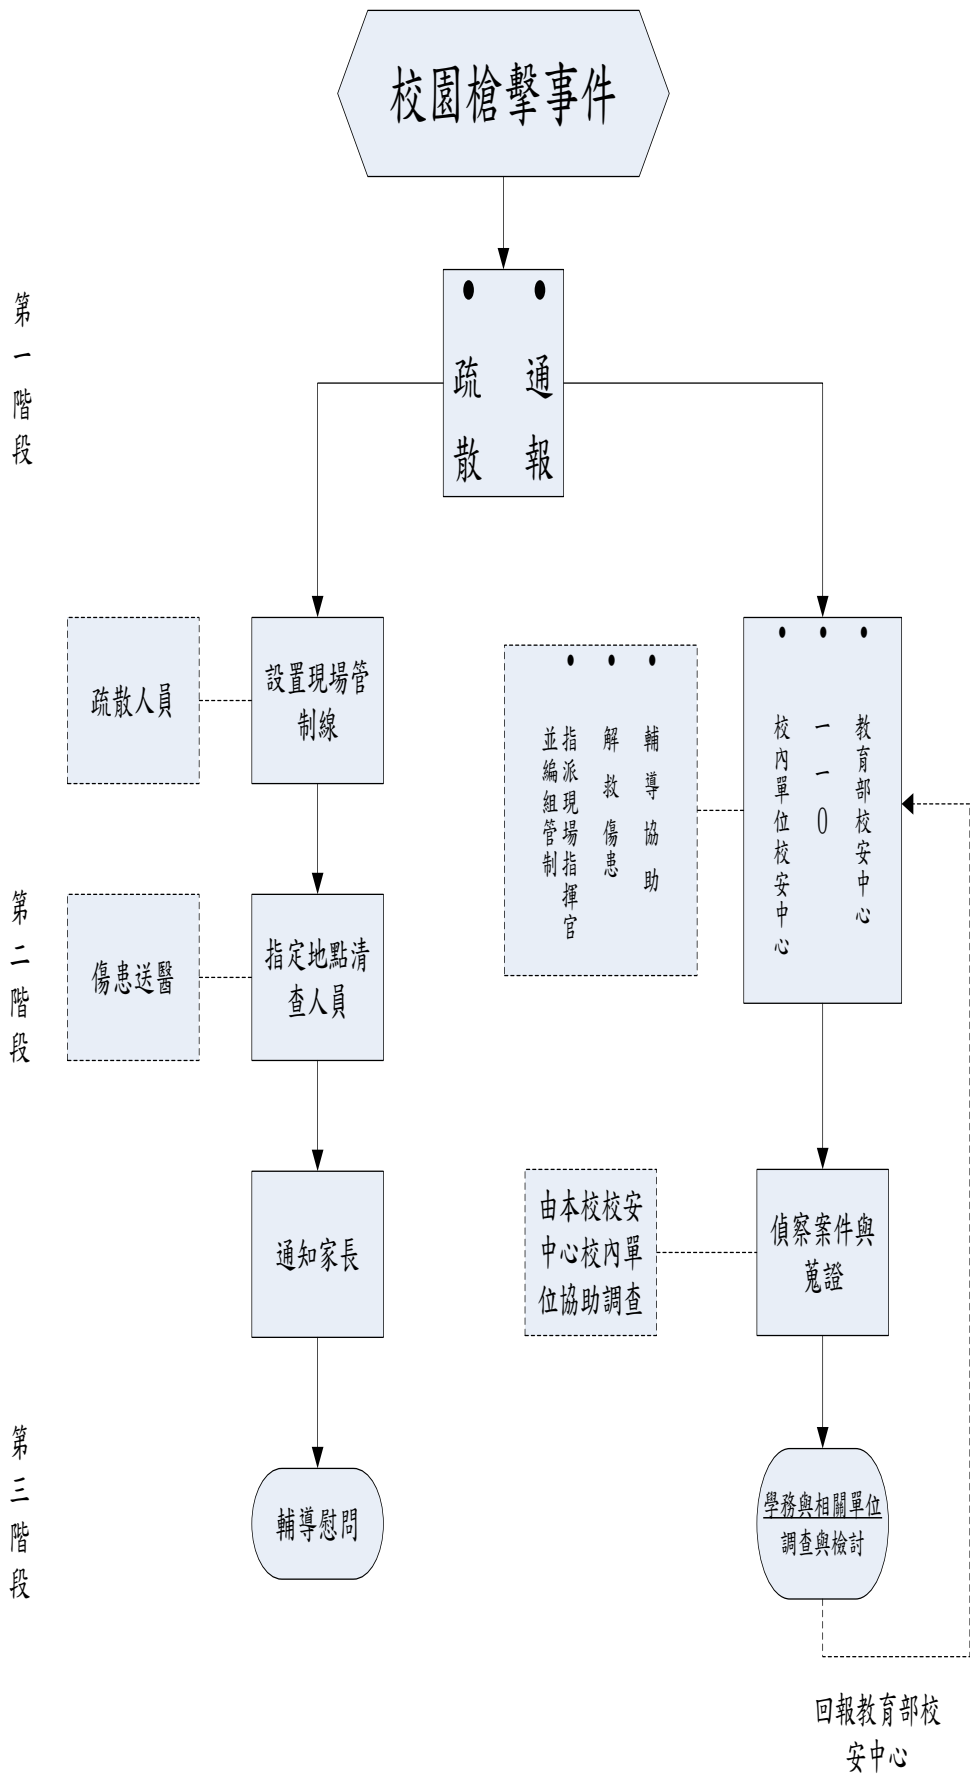 校園槍擊事件
第一階段
通報
疏散
疏散人員
設置現場管
制線
輔導協助
解救傷患
指派現場指揮官
並編組管制
教育部校安中心
一一0
校內單位校安中心
第二階段
傷患送醫
指定地點清
查人員
通知家長
由本校校安
中心校內單
位協助調查
偵察案件與
蒐證
第三階段
輔導慰問
學務與相關單位
調查與檢討
回報教育部校
安中心